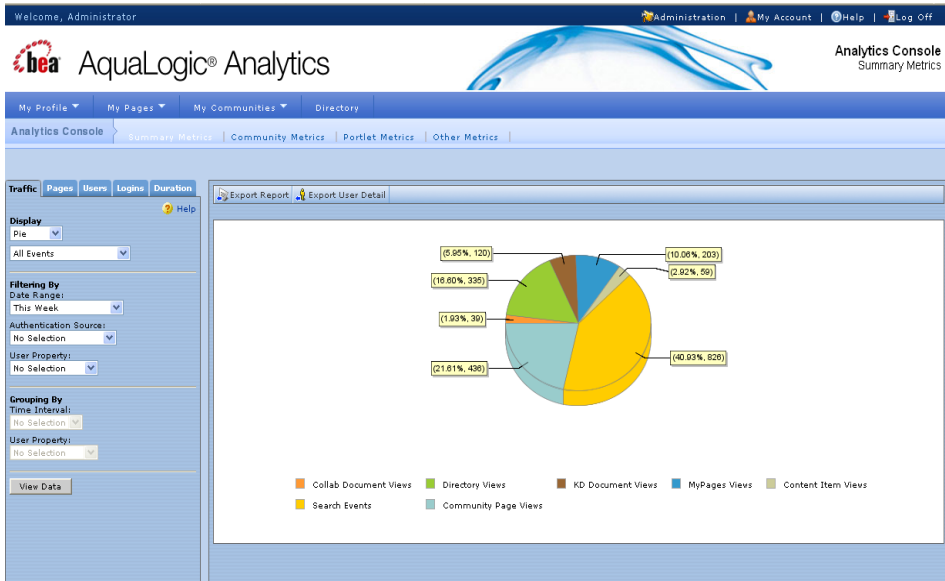 Welcome, Administrator
Administration | My Account | Help | Log Off
bea AquaLogic® Analytics
Analytics Console
Summary Metrics
My Profile My Pages My Communities Directory
Analytics Console Summary Metrics | Community Metrics | Portlet Metrics | Other Metrics |
Traffic Pages Users Logins Duration
Help
Display
Pie
All Events
Filtering By
Date Range:
This Week
Authentication Source:
No Selection
User Property:
No Selection
Grouping By
Time Interval:
No Selection
User Property:
No Selection
View Data
Export Report Export User Detail
(5.95%, 120)
(10.06%, 203)
(2.92%, 59)
(16.60%, 335)
(1.93%, 39)
(40.93%, 826)
(21.61%, 436)
Collab Document Views Directory Views KD Document Views MyPages Views Content Item Views
Search Events Community Page Views